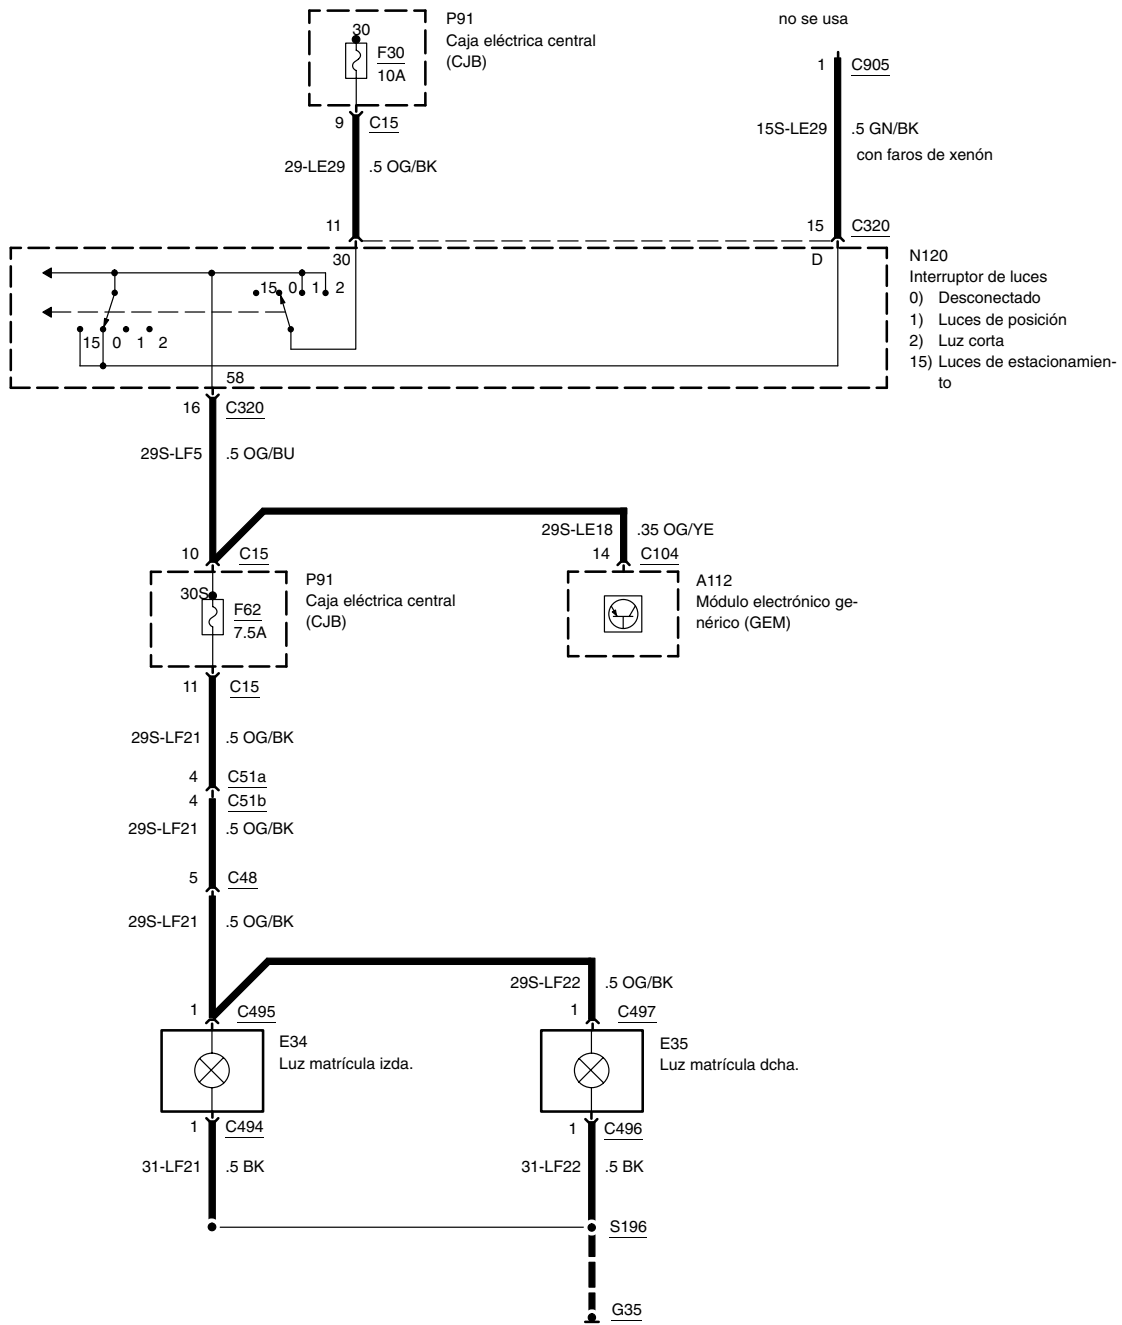 30
F30
10A
P91
Caja eléctrica central
(CJB)
no se usa
9 C15
1 C905
29-LE29 .5 OG/BK
15S-LE29 .5 GN/BK
con faros de xenón
11
15 C320
30
D
N120
Interruptor de luces
0) Desconectado
1) Luces de posición
2) Luz corta
15) Luces de estacionamien-
to
15 0 1 2
15 0 1 2
58
16 C320
29S-LF5 .5 OG/BU
29S-LE18 .35 OG/YE
10 C15
14 C104
30S
F62
7.5A
P91
Caja eléctrica central
(CJB)
A112
Módulo electrónico ge-
nérico (GEM)
11 C15
29S-LF21 .5 OG/BK
4 C51a
4 C51b
29S-LF21 .5 OG/BK
5 C48
29S-LF21 .5 OG/BK
29S-LF22 .5 OG/BK
1 C495
1 C497
E34
Luz matrícula izda.
E35
Luz matrícula dcha.
1 C494
1 C496
31-LF21 .5 BK
31-LF22 .5 BK
S196
G35